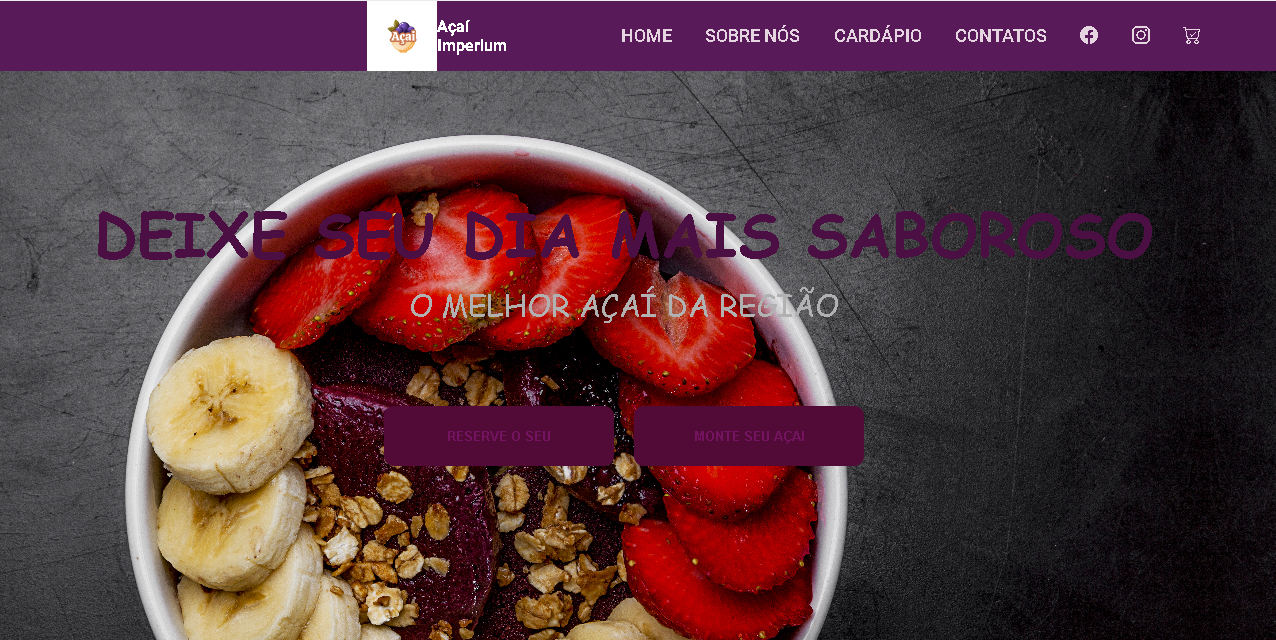 Açaí
Açaí
Imperium
HOME
SOBRE NÓS
CARDÁPIO
CONTATOS
DEIXE SEU DIA MAIS SABOROSO
O MELHOR AÇAÍ DA REGIÃO
RESERVE O SEU
MONTE SEU AÇAI